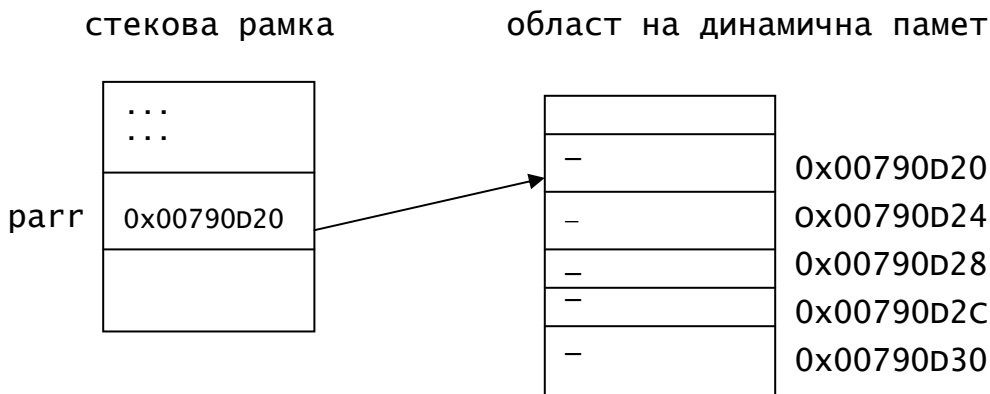 стекова рамка
област на динамична памет
...
...
parr
0x00790D20
–
–
–
–
–
0x00790D20
0x00790D24
0x00790D28
0x00790D2C
0x00790D30